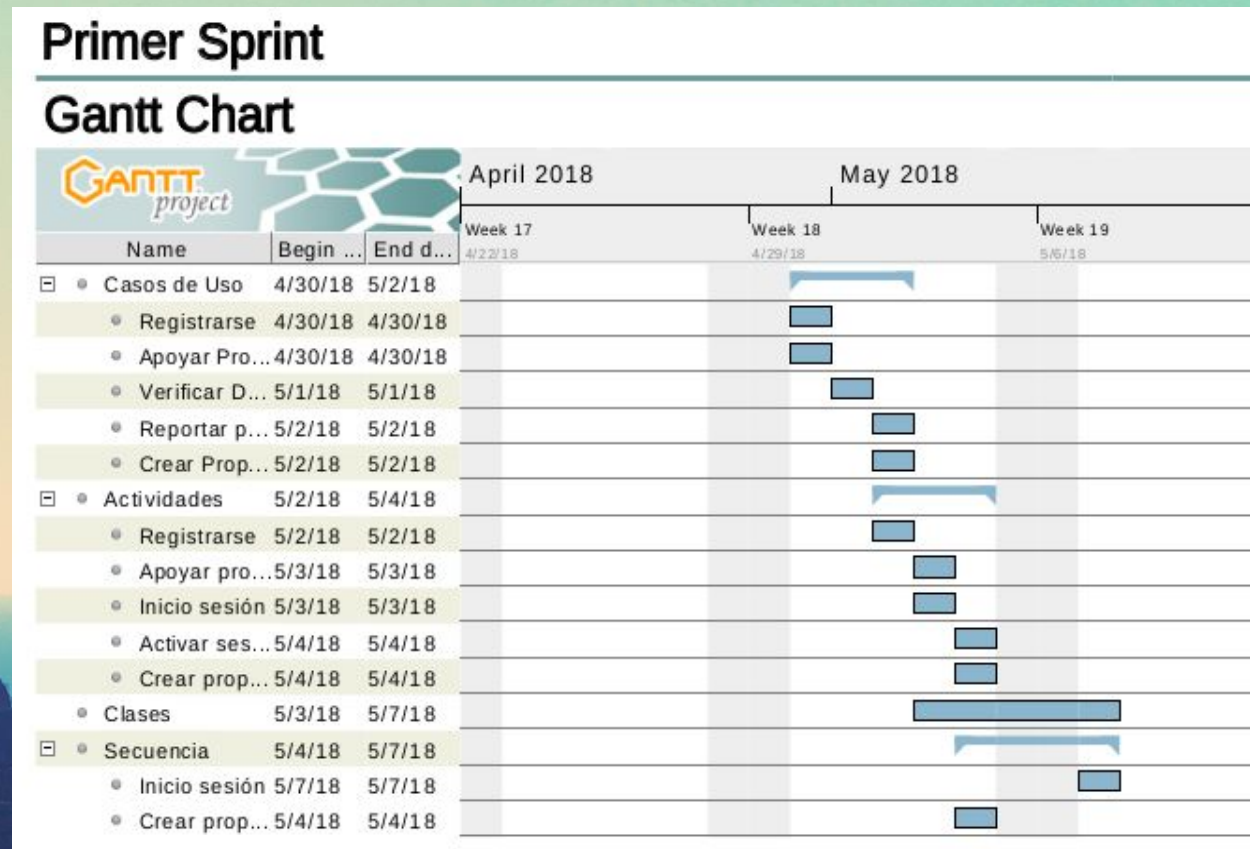 Primer Sprint
Gantt Chart
GANTT project
April 2018 May 2018
Week 17 Week 18 Week 19
Name Begin ... End d... 4/22/18 4/29/18 5/6/18
Casos de Uso 4/30/18 5/2/18
Registrarse 4/30/18 4/30/18
Apoyar Pro... 4/30/18 4/30/18
Verificar D... 5/1/18 5/1/18
Reportar p... 5/2/18 5/2/18
Crear Prop... 5/2/18 5/2/18
Actividades 5/2/18 5/4/18
Registrarse 5/2/18 5/2/18
Apoyar pro... 5/3/18 5/3/18
Inicio sesión 5/3/18 5/3/18
Activar ses... 5/4/18 5/4/18
Crear prop... 5/4/18 5/4/18
Clases 5/3/18 5/7/18
Secuencia 5/4/18 5/7/18
Inicio sesión 5/7/18 5/7/18
Crear prop... 5/4/18 5/4/18